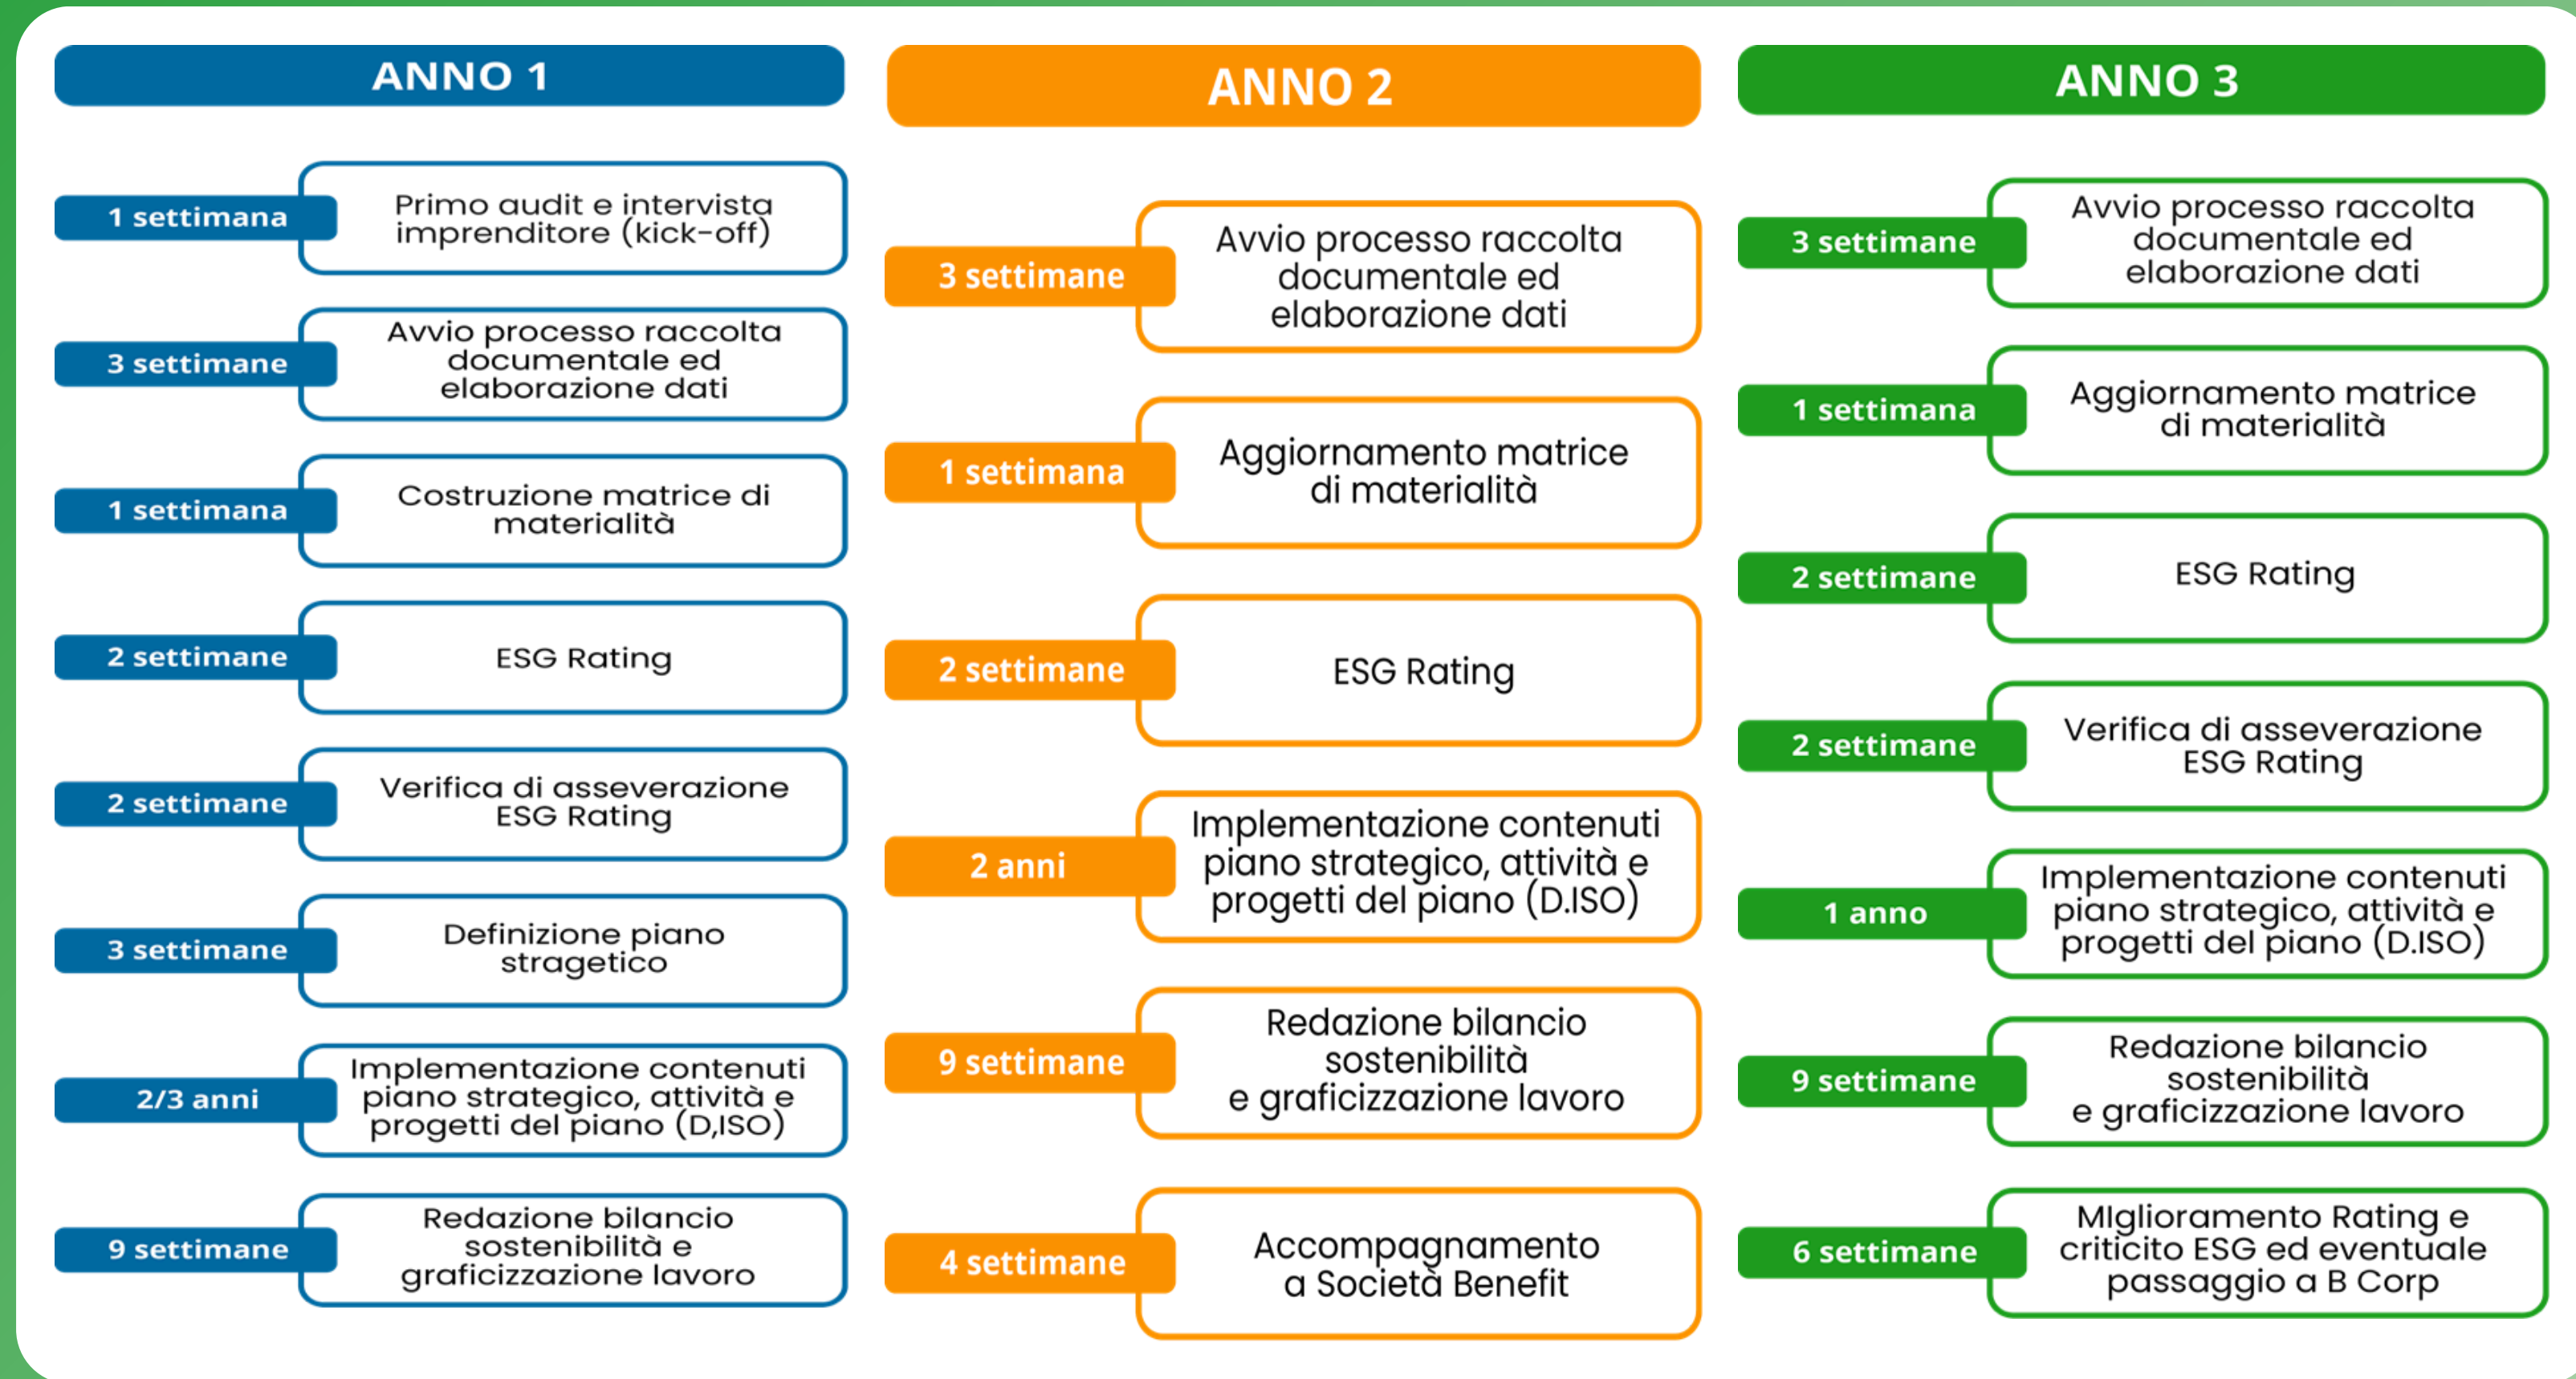 ANNO 1
1 settimana
Primo audit e intervista
imprenditore (kick-off)
3 settimane
Avvio processo raccolta
documentale ed
elaborazione dati
1 settimana
Costruzione matrice di
materialità
2 settimane
ESG Rating
2 settimane
Verifica di asseverazione
ESG Rating
3 settimane
Definizione piano
stragetico
2/3 anni
Implementazione contenuti
piano strategico, attività e
progetti del piano (D,ISO)
9 settimane
Redazione bilancio
sostenibilità e
graficizzazione lavoro
ANNO 2
3 settimane
Avvio processo raccolta
documentale ed
elaborazione dati
1 settimana
Aggiornamento matrice
di materialità
2 settimane
ESG Rating
2 anni
Implementazione contenuti
piano strategico, attività e
progetti del piano (D.ISO)
9 settimane
Redazione bilancio
sostenibilità
e graficizzazione lavoro
4 settimane
Accompagnamento
a Società Benefit
ANNO 3
3 settimane
Avvio processo raccolta
documentale ed
elaborazione dati
1 settimana
Aggiornamento matrice
di materialità
2 settimane
ESG Rating
2 settimane
Verifica di asseverazione
ESG Rating
1 anno
Implementazione contenuti
piano strategico, attività e
progetti del piano (D.ISO)
9 settimane
Redazione bilancio
sostenibilità
e graficizzazione lavoro
6 settimane
MIglioramento Rating e
criticito ESG ed eventuale
passaggio a B Corp